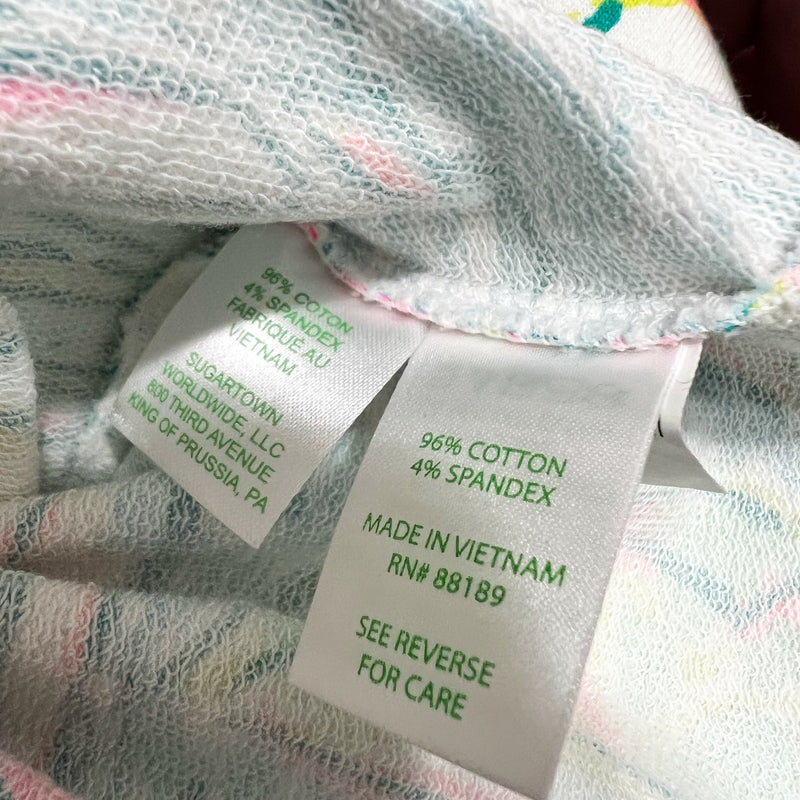 96% COTON
4% SPANDEX
FABRIQUÉ AU
VIETNAM
SUGARTOWN
WORLDWIDE, LLC
800 THIRD AVENUE
KING OF PRUSSIA, PA
96% COTTON
4% SPANDEX
MADE IN VIETNAM
RN# 88189
SEE REVERSE
FOR CARE